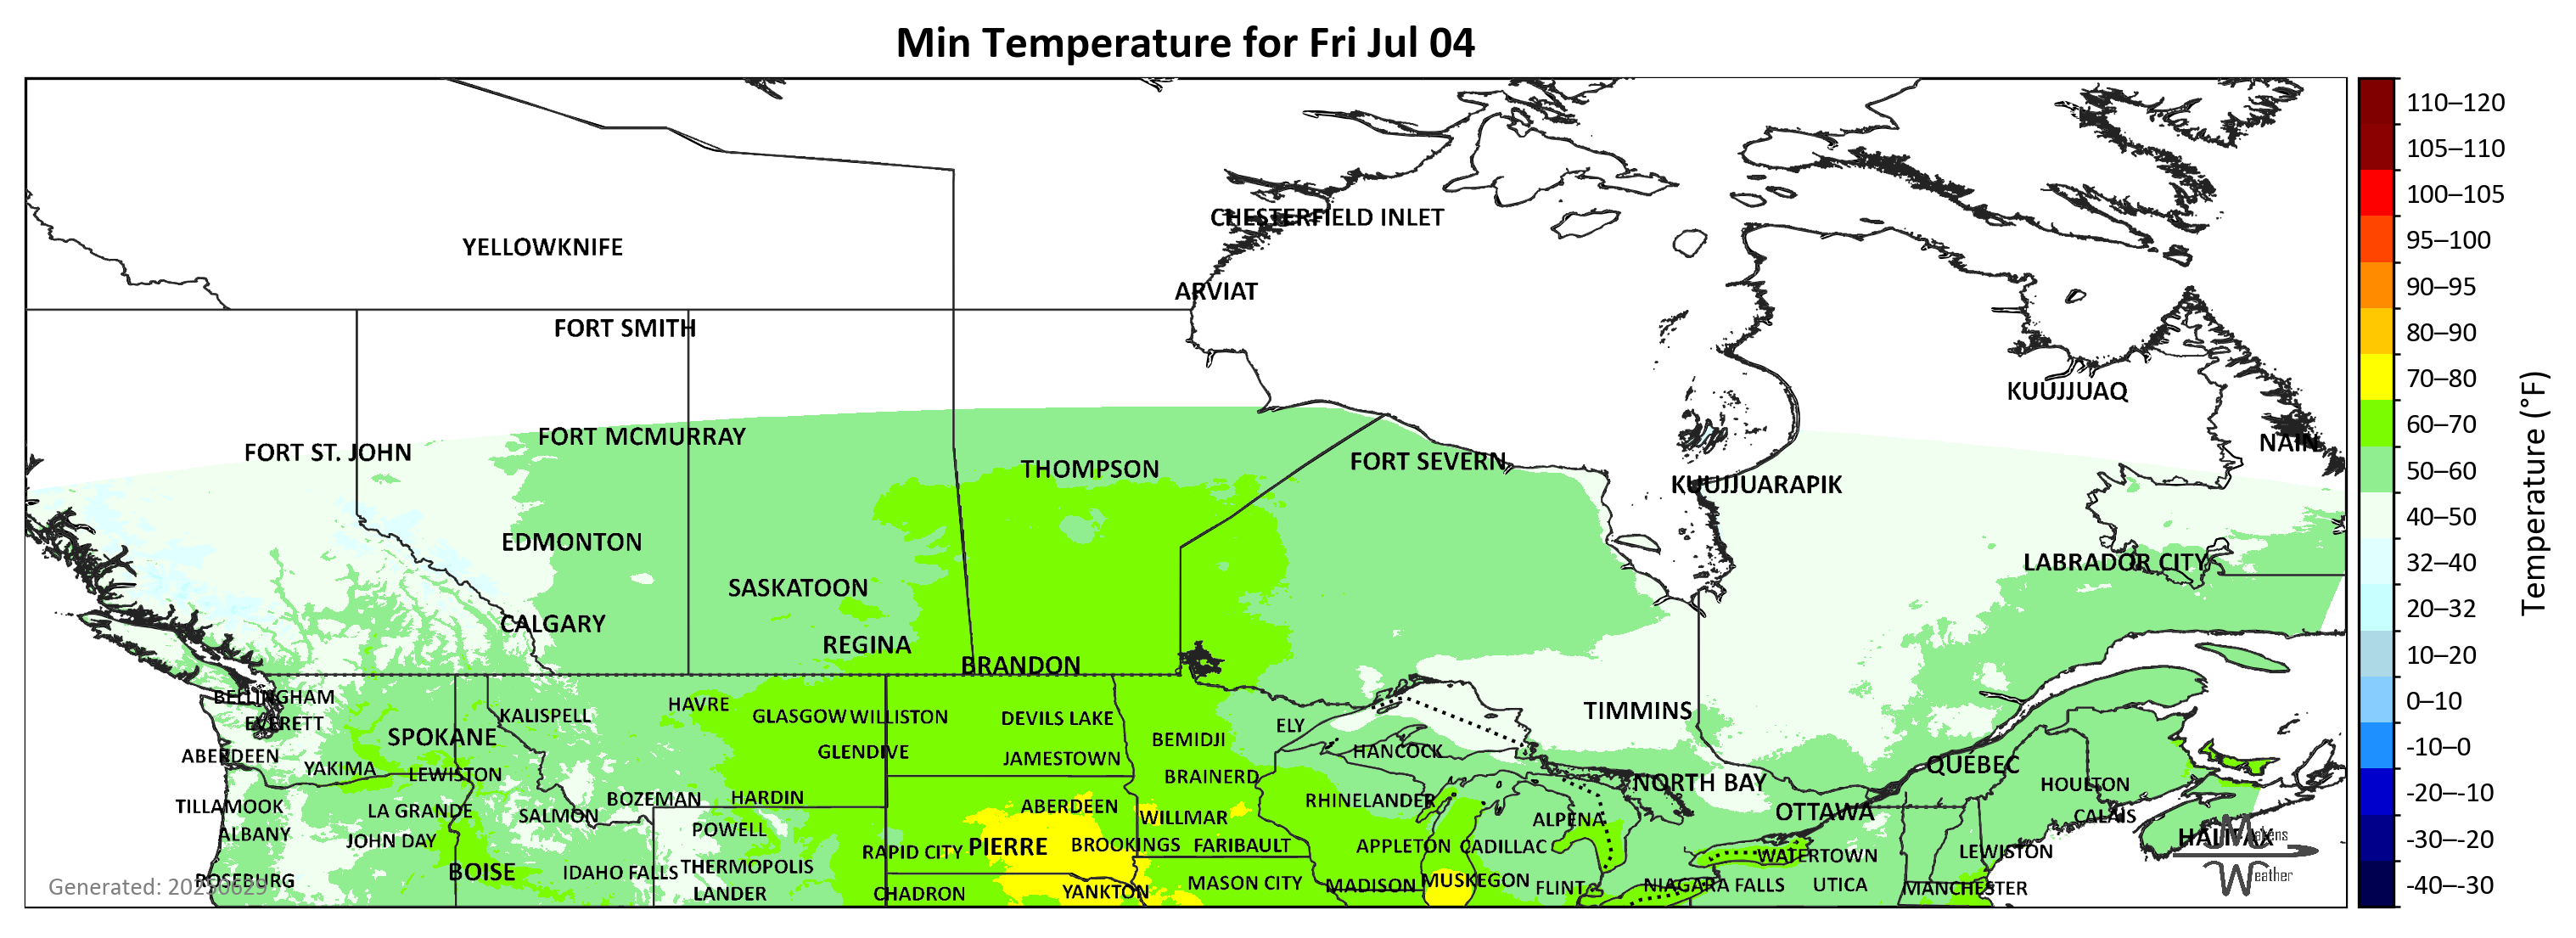 Min Temperature for Fri Jul 04
110–120
105–110
CHESTERFIELD INLET
100–105
YELLOWKNIFE
95–100
ARVIAT
90–95
FORT SMITH
80–90
70–80
KUUJJUAQ
60–70
FORT MCMURRAY
NAIN
FORT ST. JOHN
FORT SEVERN
THOMPSON
50–60
KUUJJUARAPIK
40–50
EDMONTON
LABRADOR CITY
32–40
Temperature (°F)
SASKATOON
20–32
CALGARY
REGINA
10–20
BRANDON
BELLINGHAM
0–10
HAVRE
TIMMINS
KALISPELL
GLASGOW WILLISTON
DEVILS LAKE
EVERETT
ELY
SPOKANE
BEMIDJI
-10–0
ABERDEEN
GLENDIVE
HANCOCK
JAMESTOWN
QUÉBEC
YAKIMA
LEWISTON
BRAINERD
NORTH BAY
HOULTON
-20–-10
BOZEMAN
HARDIN
RHINELANDER
TILLAMOOK
ABERDEEN
LA GRANDE
OTTAWA
SALMON
WILLMAR
ALPENA
CALAIS
ALBANY
POWELL
-30–-20
HALIFAX
Makens
JOHN DAY
PIERRE
BROOKINGS
FARIBAULT
APPLETON
CADILLAC
RAPID CITY
WATERTOWN
LEWISTON
THERMOPOLIS
BOISE
IDAHO FALLS
Weather
ROSEBURG
MUSKEGON
MASON CITY
MADISON
NIAGARA FALLS
UTICA
-40–-30
Generated: 20250629
FLINT
MANCHESTER
LANDER
CHADRON
YANKTON